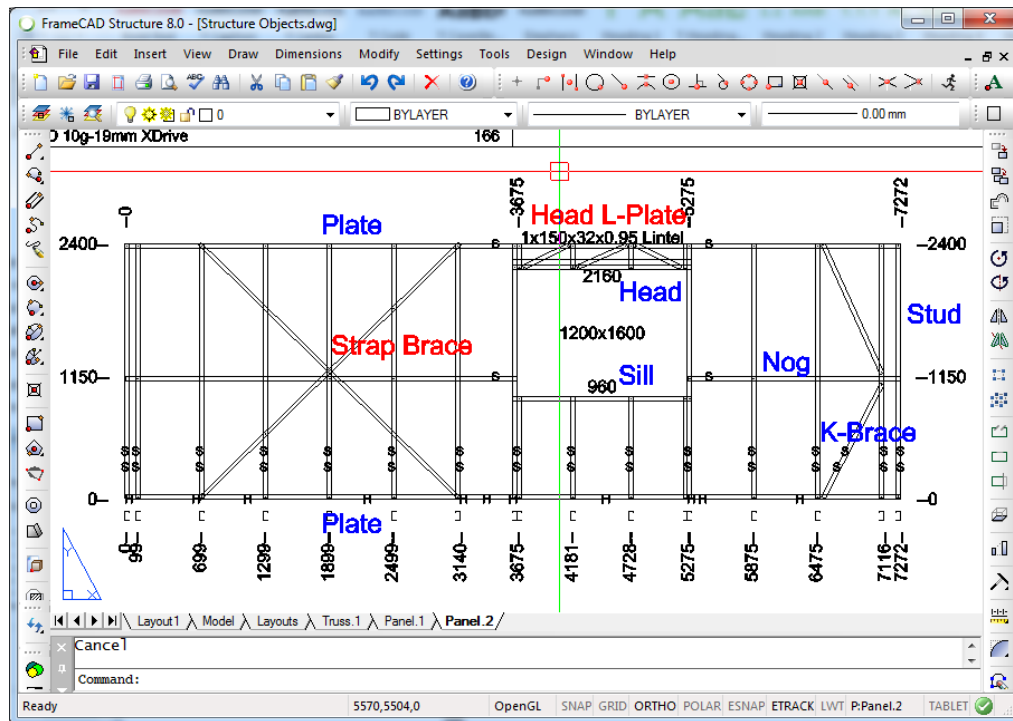 FrameCAD Structure 8.0 - [Structure Objects.dwg]
File Edit Insert View Draw Dimensions Modify Settings Tools Design Window Help
0 BYLAYER BYLAYER 0.00 mm
10g-19mm XDrive 166
0 3675 5275 7272
Plate
Head L-Plate
1x150x32x0.95 Lintel
2400 S S 2400
2160
Head
Stud
1200x1600
Strap Brace
Nog
1150 S Sill S 1150
960
K-Brace
0 H H H H H H H H 0
Plate
0 99 699 1299 1899 2499 3140 3675 4181 4728 5275 5875 6475 7116 7272
Y
X
Layout1 Model Layouts Truss.1 Panel.1 Panel.2
Cancel
Command:
Ready 5570,5504,0 OpenGL SNAP GRID ORTHO POLAR ESNAP ETRACK LWT P:Panel.2 TABLET